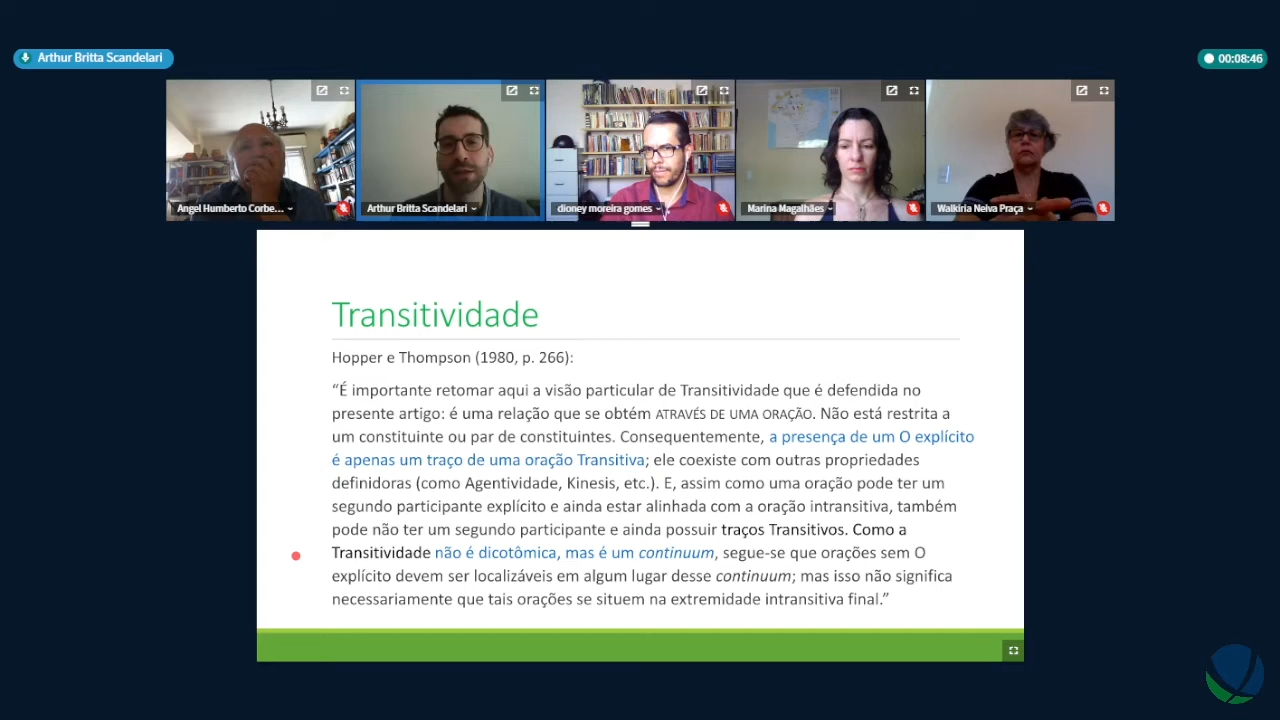 Arthur Britta Scandelari
00:08:46
Angel Humberto Corbe...
Arthur Britta Scandelari
dioney moreira gomes
Marina Magalhães
Walkíria Neiva Praça
Transitividade
Hopper e Thompson (1980, p. 266):
“É importante retomar aqui a visão particular de Transitividade que é defendida no
presente artigo: é uma relação que se obtém ATRAVÉS DE UMA ORAÇÃO. Não está restrita a
um constituinte ou par de constituintes. Consequentemente, a presença de um O explícito
é apenas um traço de uma oração Transitiva; ele coexiste com outras propriedades
definidoras (como Agentividade, Kinesis, etc.). E, assim como uma oração pode ter um
segundo participante explícito e ainda estar alinhada com a oração intransitiva, também
pode não ter um segundo participante e ainda possuir traços Transitivos. Como a
Transitividade não é dicotômica, mas é um continuum, segue-se que orações sem O
explícito devem ser localizáveis em algum lugar desse continuum; mas isso não significa
necessariamente que tais orações se situem na extremidade intransitiva final.”